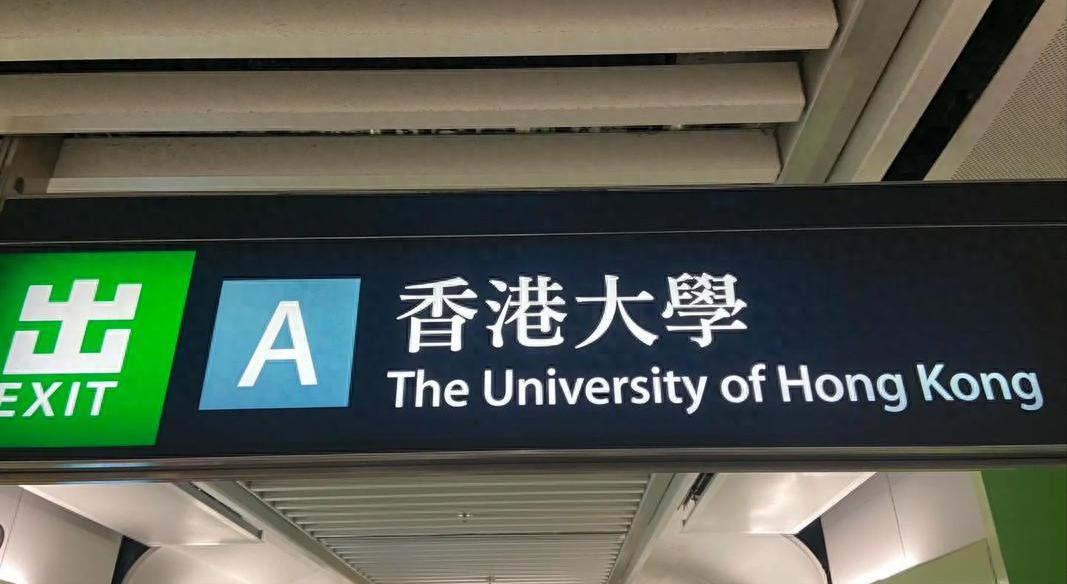 出
EXIT
A
香港大學
The University of Hong Kong